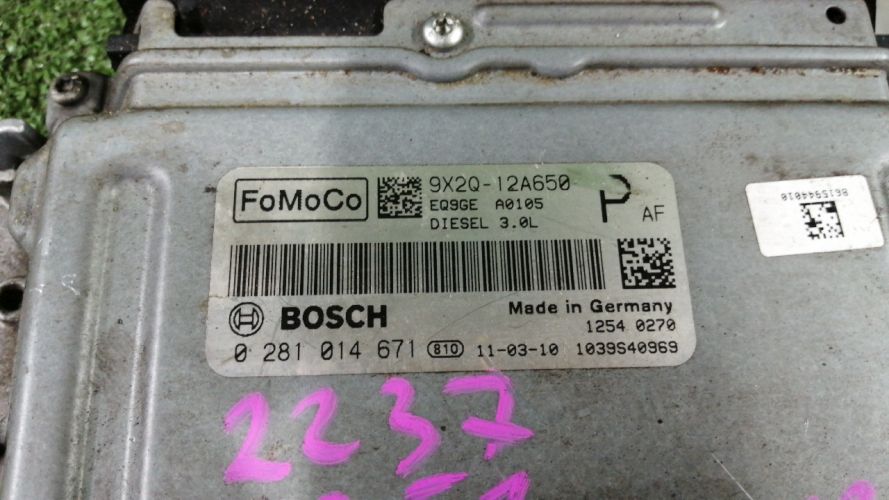 FoMoCo
9X2Q-12A650
EQ9GE A0105
DIESEL 3.0L
P AF
8615944010
BOSCH
Made in Germany
1254 0270
0 281 014 671 810 11-03-10 1039S40969
2237